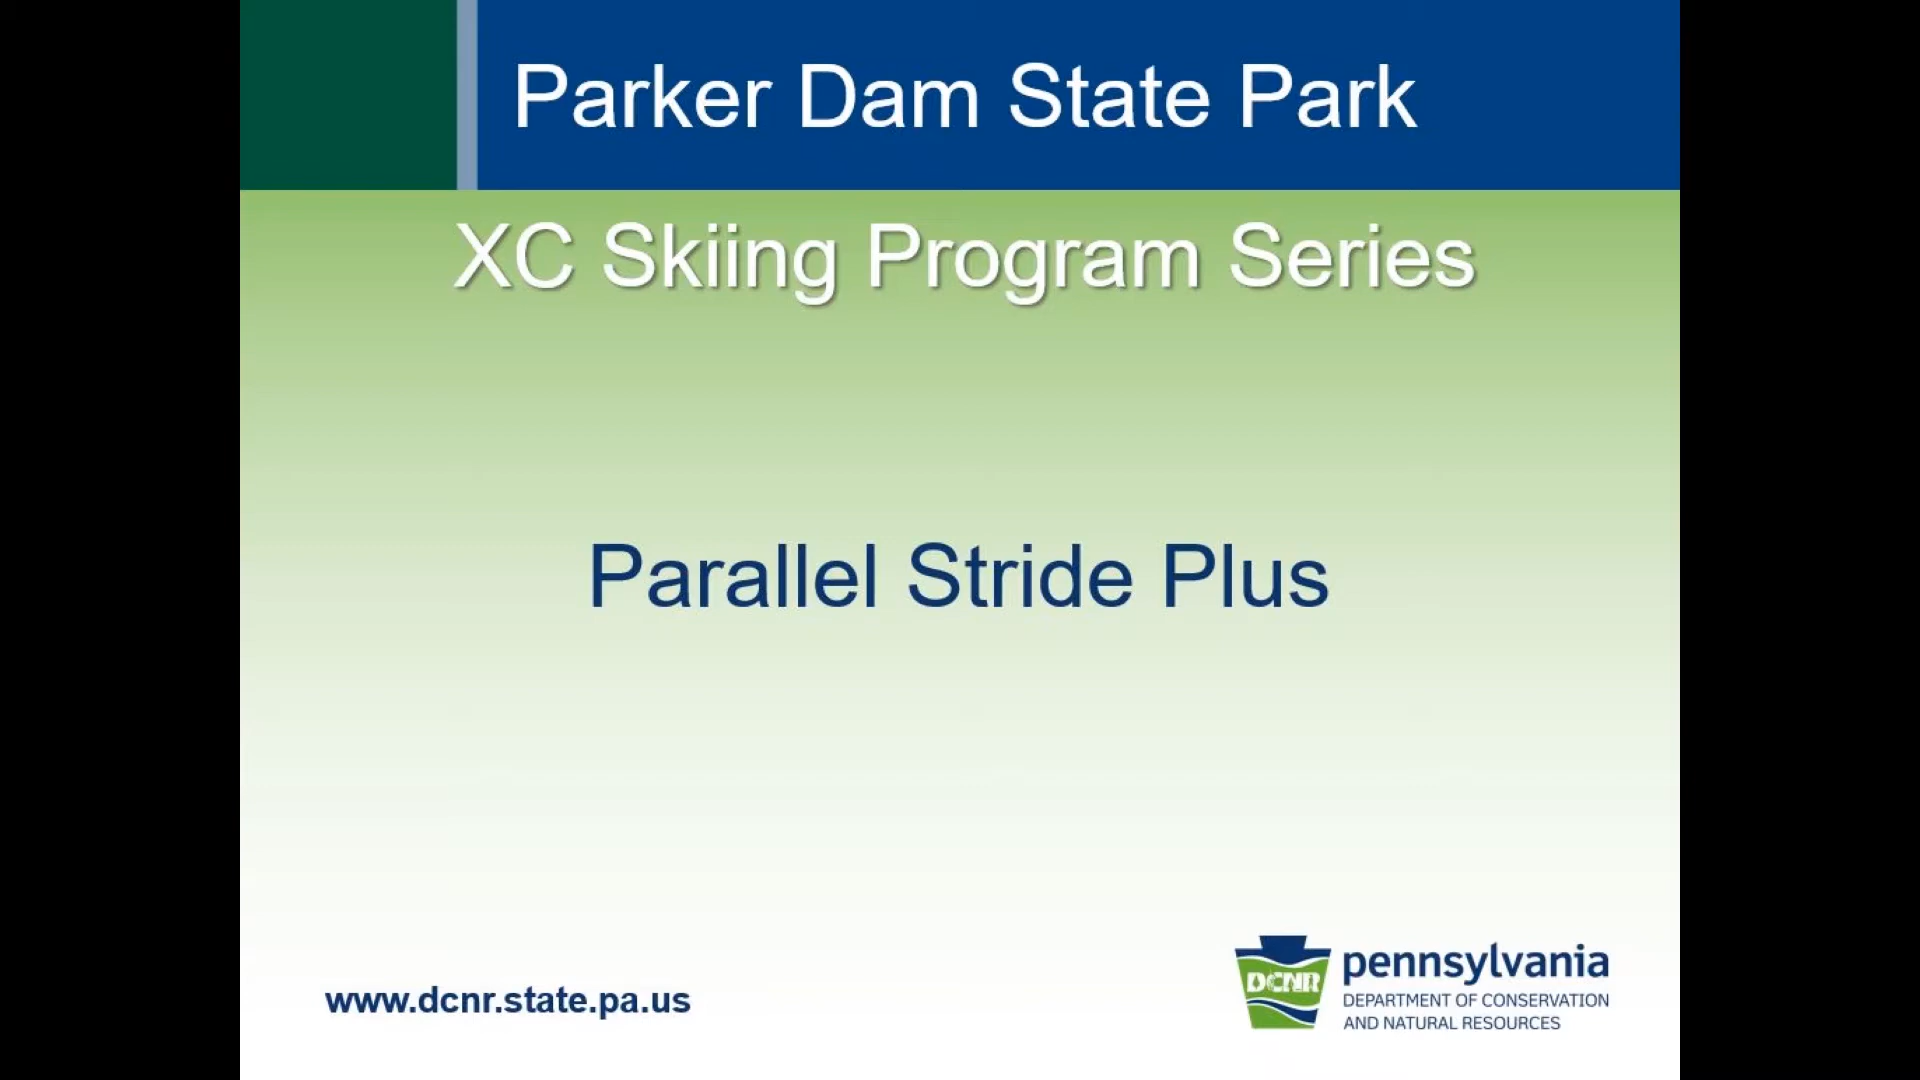 Parker Dam State Park
XC Skiing Program Series
Parallel Stride Plus
www.dcnr.state.pa.us
DCNR
pennsylvania
DEPARTMENT OF CONSERVATION
AND NATURAL RESOURCES